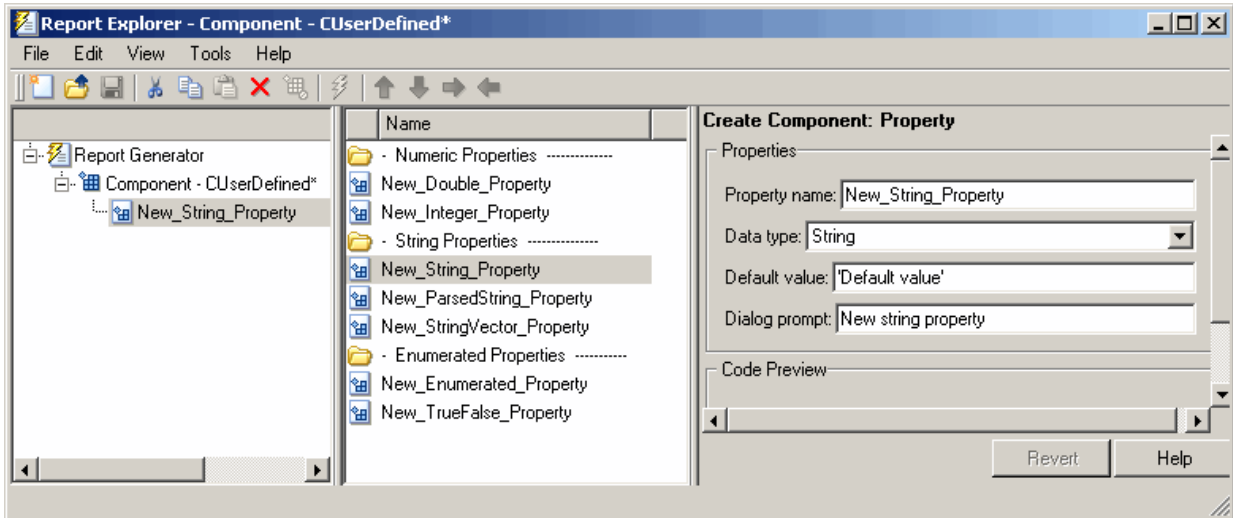 Report Explorer - Component - CUserDefined*
File Edit View Tools Help
Report Generator
Component - CUserDefined*
New_String_Property
Name
- Numeric Properties -------------
New_Double_Property
New_Integer_Property
- String Properties --------------
New_String_Property
New_ParsedString_Property
New_StringVector_Property
- Enumerated Properties ----------
New_Enumerated_Property
New_TrueFalse_Property
Create Component: Property
Properties
Property name: New_String_Property
Data type: String
Default value: 'Default value'
Dialog prompt: New string property
Code Preview
Revert Help